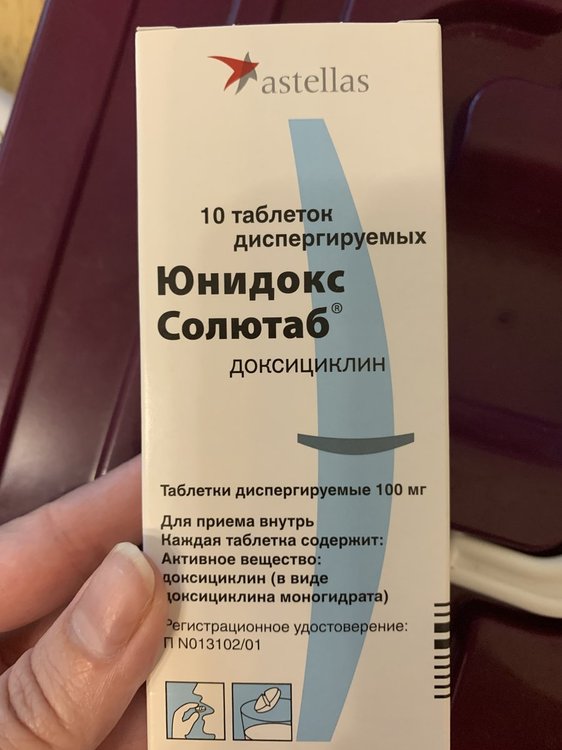 astellas
10 таблеток
диспергируемых
Юнидокс
Солютаб®
доксициклин
Таблетки диспергируемые 100 мг
Для приема внутрь
Каждая таблетка содержит:
Активное вещество:
доксициклин (в виде
доксициклина моногидрата)
Регистрационное удостоверение:
П N013102/01